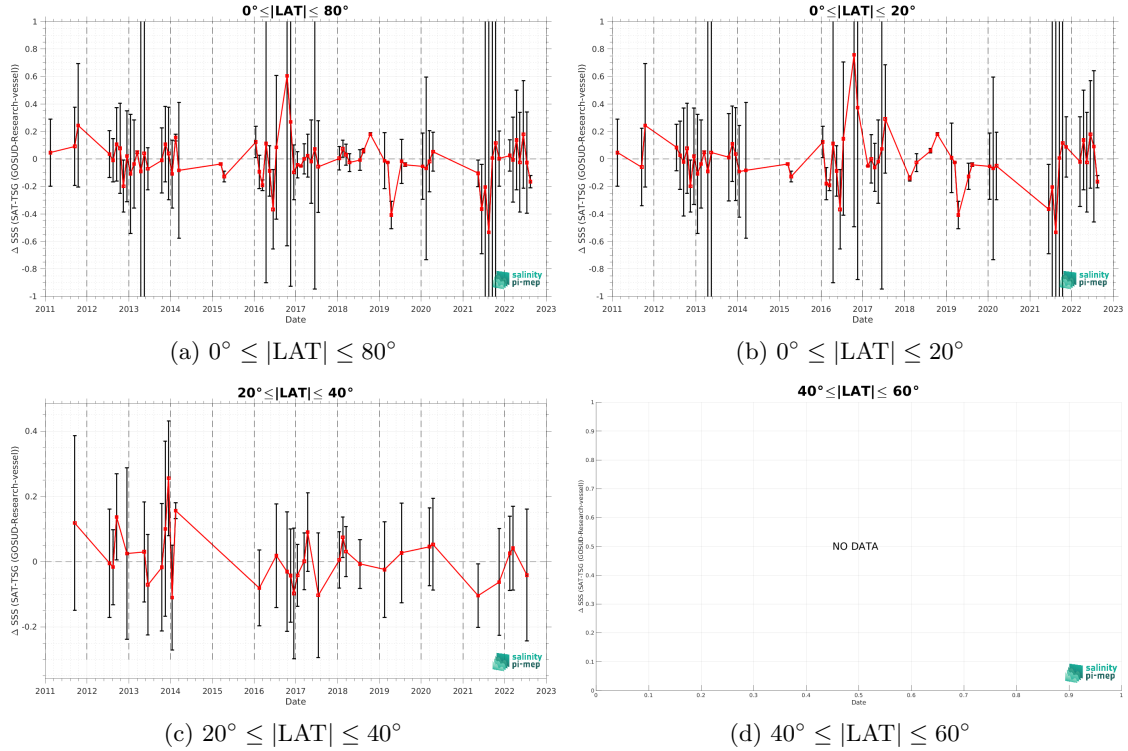 0°≤|LAT|≤ 80°
Δ SSS (SAT-TSG (GOSUD-Research-vessel))
1
0.8
0.6
0.4
0.2
0
-0.2
-0.4
-0.6
-0.8
-1
2011 2012 2013 2014 2015 2016 2017 2018 2019 2020 2021 2022 2023
Date
salinity
pi-mep
(a) 0° ≤ |LAT| ≤ 80°
0°≤|LAT|≤ 20°
Δ SSS (SAT-TSG (GOSUD-Research-vessel))
1
0.8
0.6
0.4
0.2
0
-0.2
-0.4
-0.6
-0.8
-1
2011 2012 2013 2014 2015 2016 2017 2018 2019 2020 2021 2022 2023
Date
salinity
pi-mep
(b) 0° ≤ |LAT| ≤ 20°
20°≤|LAT|≤ 40°
Δ SSS (SAT-TSG (GOSUD-Research-vessel))
0.4
0.2
0
-0.2
2011 2012 2013 2014 2015 2016 2017 2018 2019 2020 2021 2022 2023
Date
salinity
pi-mep
(c) 20° ≤ |LAT| ≤ 40°
40°≤|LAT|≤ 60°
Δ SSS (SAT-TSG (GOSUD-Research-vessel))
1
0.9
0.8
0.7
0.6
0.5
0.4
0.3
0.2
0.1
0
NO DATA
0 0.1 0.2 0.3 0.4 0.5 0.6 0.7 0.8 0.9 1
Date
salinity
pi-mep
(d) 40° ≤ |LAT| ≤ 60°